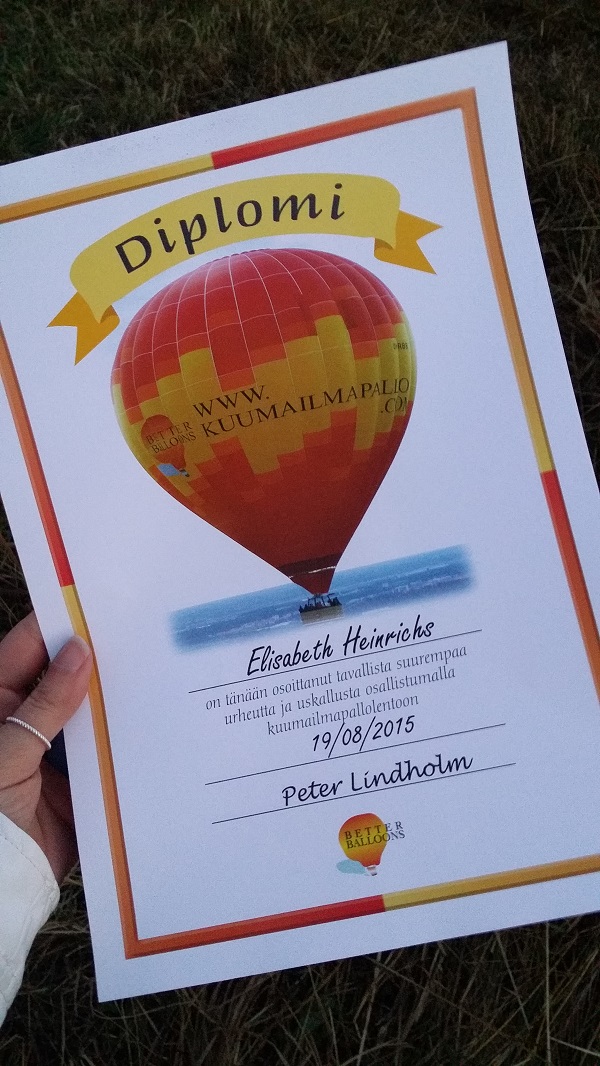 Diplomi
WWW.
KUUMAILMAPALLO
.COM
BETTER
BALLOONS
Elisabeth Heinrichs
on tänään osoittanut tavallista suurempaa
urheutta ja uskallusta osallistumalla
kuumailmapallolentoon
19/08/2015
Peter Lindholm
BETTER
BALLOONS